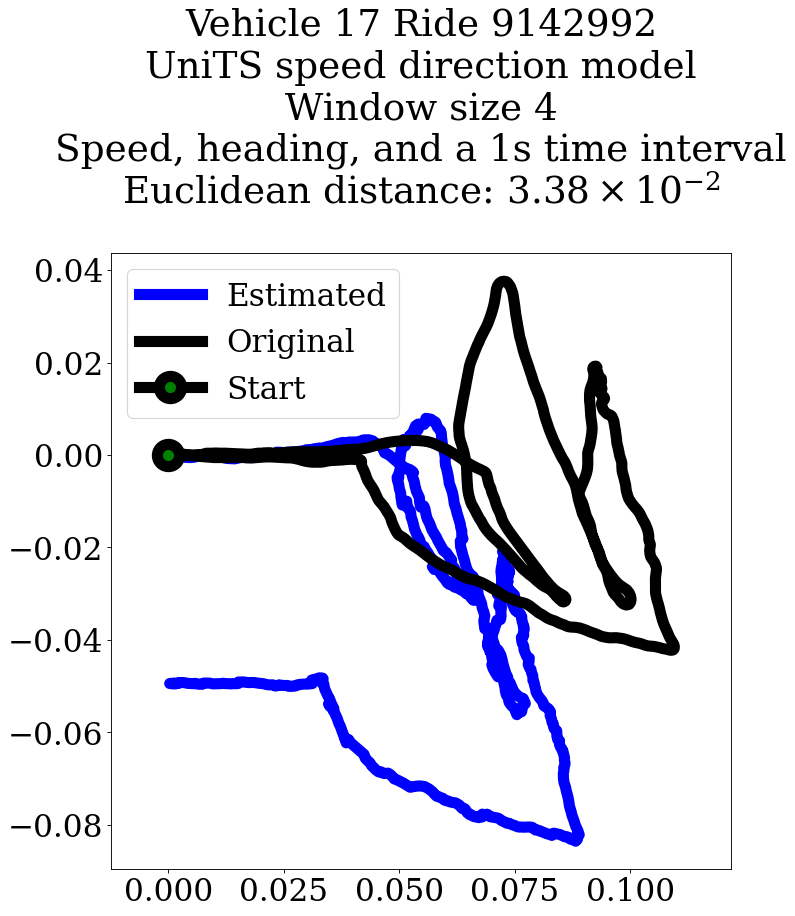 Vehicle 17 Ride 9142992
UniTS speed direction model
Window size 4
Speed, heading, and a 1s time interval
Euclidean distance: 3.38 × 10⁻²
0.04
0.02
0.00
−0.02
−0.04
−0.06
−0.08
Estimated
Original
Start
0.000 0.025 0.050 0.075 0.100